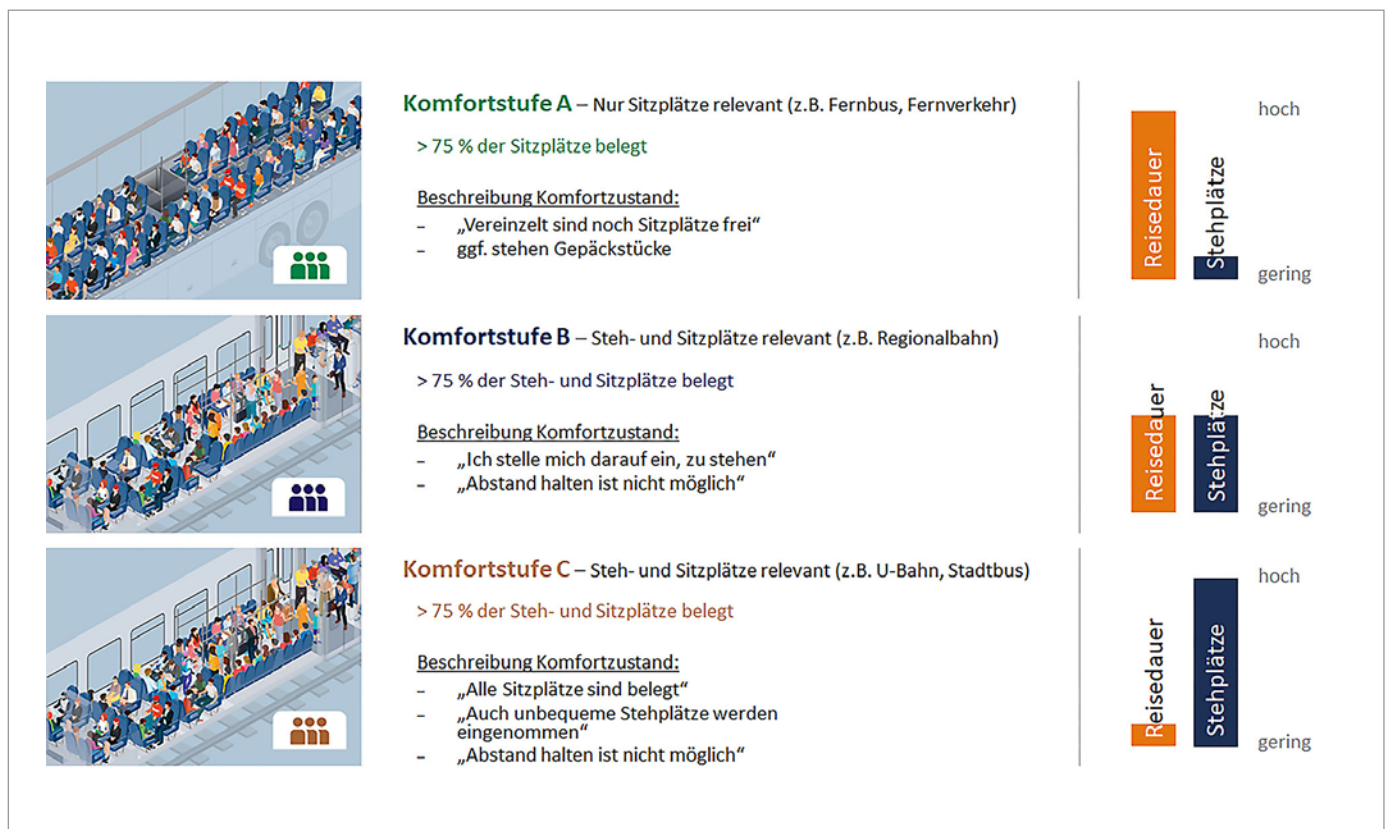 Komfortstufe A – Nur Sitzplätze relevant (z.B. Fernbus, Fernverkehr)
> 75 % der Sitzplätze belegt
Beschreibung Komfortzustand:
- „Vereinzelt sind noch Sitzplätze frei“
- ggf. stehen Gepäckstücke
Reisedauer
Stehplätze
hoch
gering
Komfortstufe B – Steh- und Sitzplätze relevant (z.B. Regionalbahn)
> 75 % der Steh- und Sitzplätze belegt
Beschreibung Komfortzustand:
- „Ich stelle mich darauf ein, zu stehen“
- „Abstand halten ist nicht möglich“
Reisedauer
Stehplätze
hoch
gering
Komfortstufe C – Steh- und Sitzplätze relevant (z.B. U-Bahn, Stadtbus)
> 75 % der Steh- und Sitzplätze belegt
Beschreibung Komfortzustand:
- „Alle Sitzplätze sind belegt“
- „Auch unbequeme Stehplätze werden
eingenommen“
- „Abstand halten ist nicht möglich“
Reisedauer
Stehplätze
hoch
gering